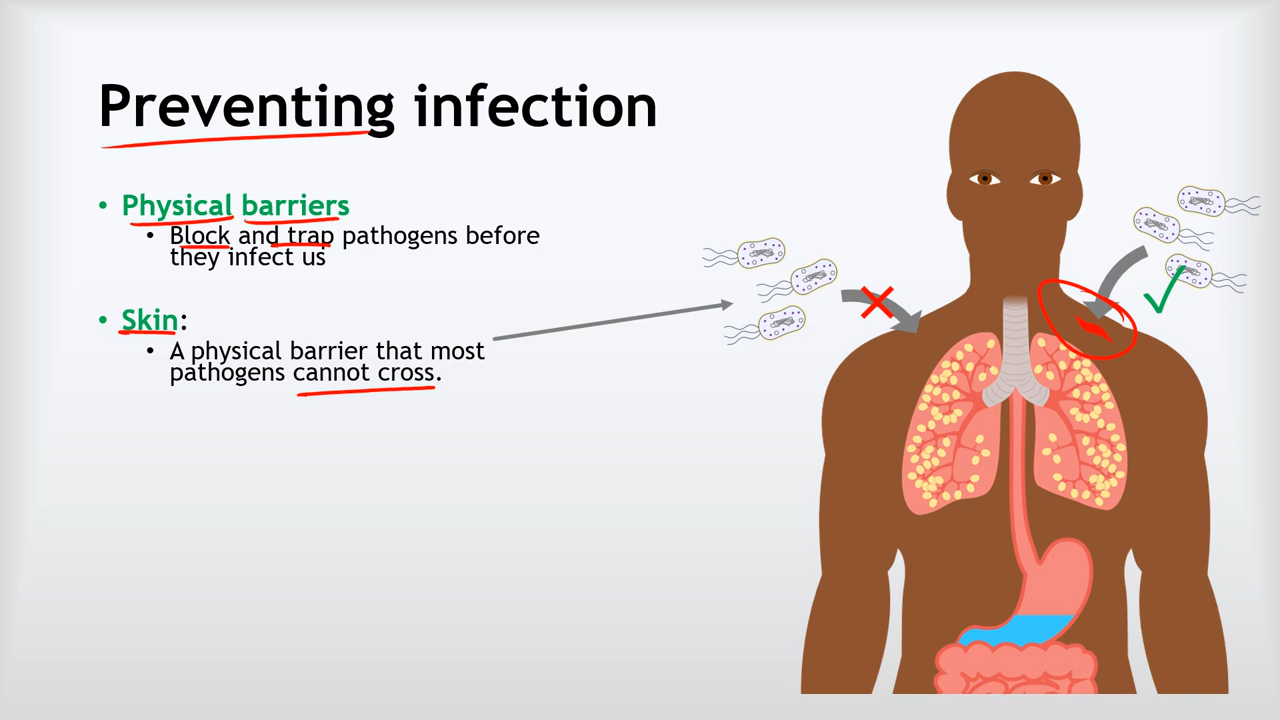 Preventing infection
• Physical barriers
• Block and trap pathogens before
they infect us
• Skin:
• A physical barrier that most
pathogens cannot cross.